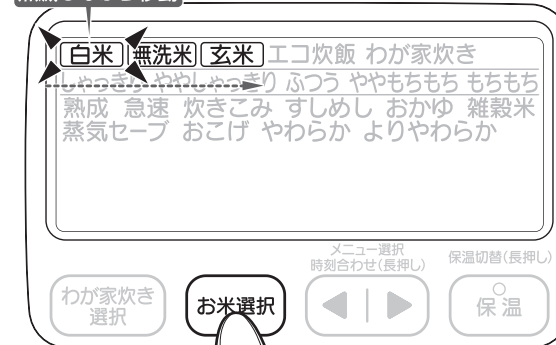 白米 無洗米 玄米 エコ炊飯 わが家炊き
しゃっきり ややしゃっきり ふつう ややもちもち もちもち
熟成 急速 炊きこみ すしめし おかゆ 雑穀米
蒸気セーブ おこげ やわらか よりやわらか
メニュー選択
時刻合わせ(長押し)
保温切替(長押し)
わが家炊き
選択
お米選択
保温